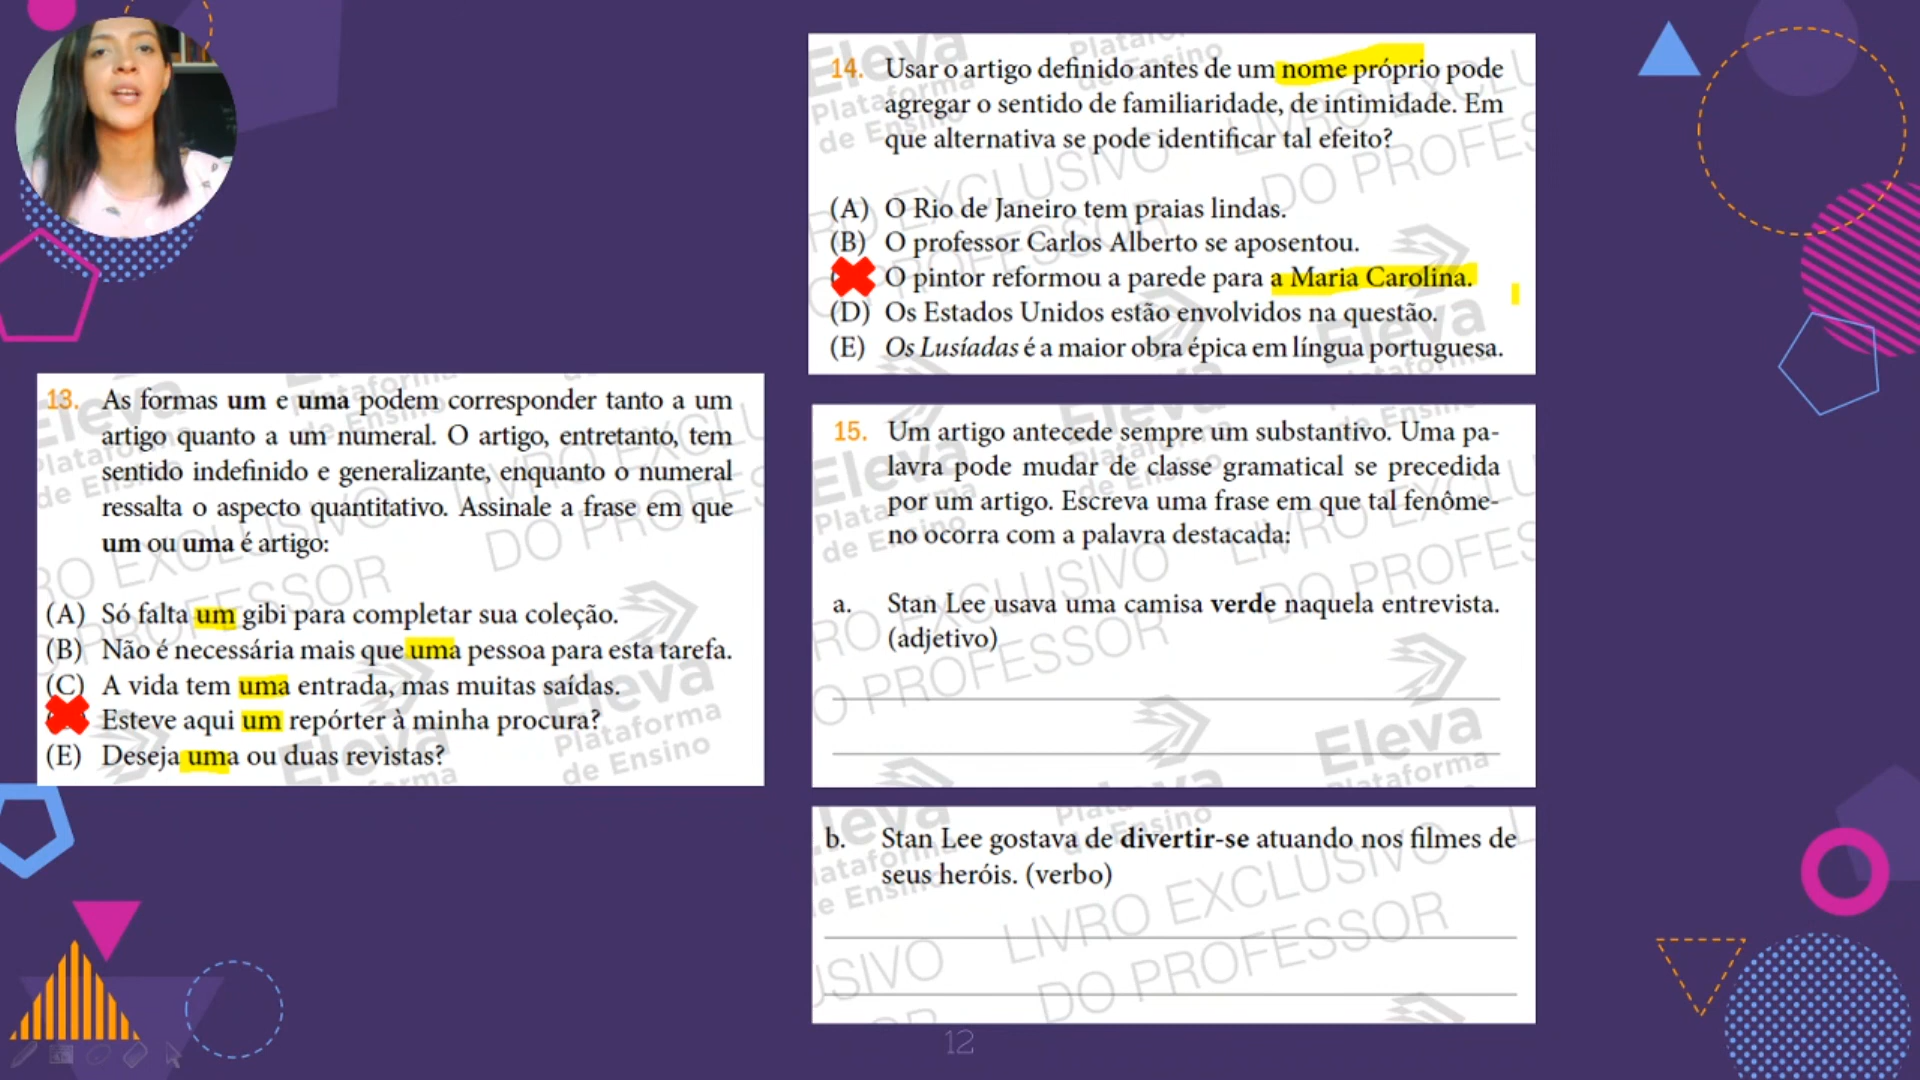 13. As formas um e uma podem corresponder tanto a um
artigo quanto a um numeral. O artigo, entretanto, tem
sentido indefinido e generalizante, enquanto o numeral
ressalta o aspecto quantitativo. Assinale a frase em que
um ou uma é artigo:
(A) Só falta um gibi para completar sua coleção.
(B) Não é necessária mais que uma pessoa para esta tarefa.
(C) A vida tem uma entrada, mas muitas saídas.
Esteve aqui um repórter à minha procura?
(E) Deseja uma ou duas revistas?
14. Usar o artigo definido antes de um nome próprio pode
agregar o sentido de familiaridade, de intimidade. Em
que alternativa se pode identificar tal efeito?
(A) O Rio de Janeiro tem praias lindas.
(B) O professor Carlos Alberto se aposentou.
O pintor reformou a parede para a Maria Carolina.
(D) Os Estados Unidos estão envolvidos na questão.
(E) Os Lusíadas é a maior obra épica em língua portuguesa.
15. Um artigo antecede sempre um substantivo. Uma pa-
lavra pode mudar de classe gramatical se precedida
por um artigo. Escreva uma frase em que tal fenôme-
no ocorra com a palavra destacada:
a. Stan Lee usava uma camisa verde naquela entrevista.
(adjetivo)
b. Stan Lee gostava de divertir-se atuando nos filmes de
seus heróis. (verbo)
Eleva
Plataforma
de Ensino
LIVRO EXCLUSIVO
DO PROFESSOR
12